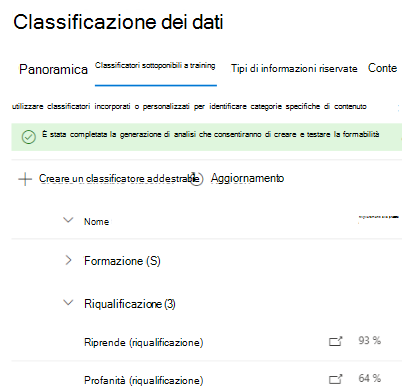 Classificazione dei dati
Panoramica Classificatori sottoponibili a training Tipi di informazioni riservate Conte
utilizzare classificatori incorporati o personalizzati per identificare categorie specifiche di contenuto
È stata completata la generazione di analisi che consentiranno di creare e testare la formabilità
Creare un classificatore addestrabile Aggiornamento
Nome
Formazione (S)
Riqualificazione (3)
Riprende (riqualificazione) 93 %
Profanità (riqualificazione) 64 %